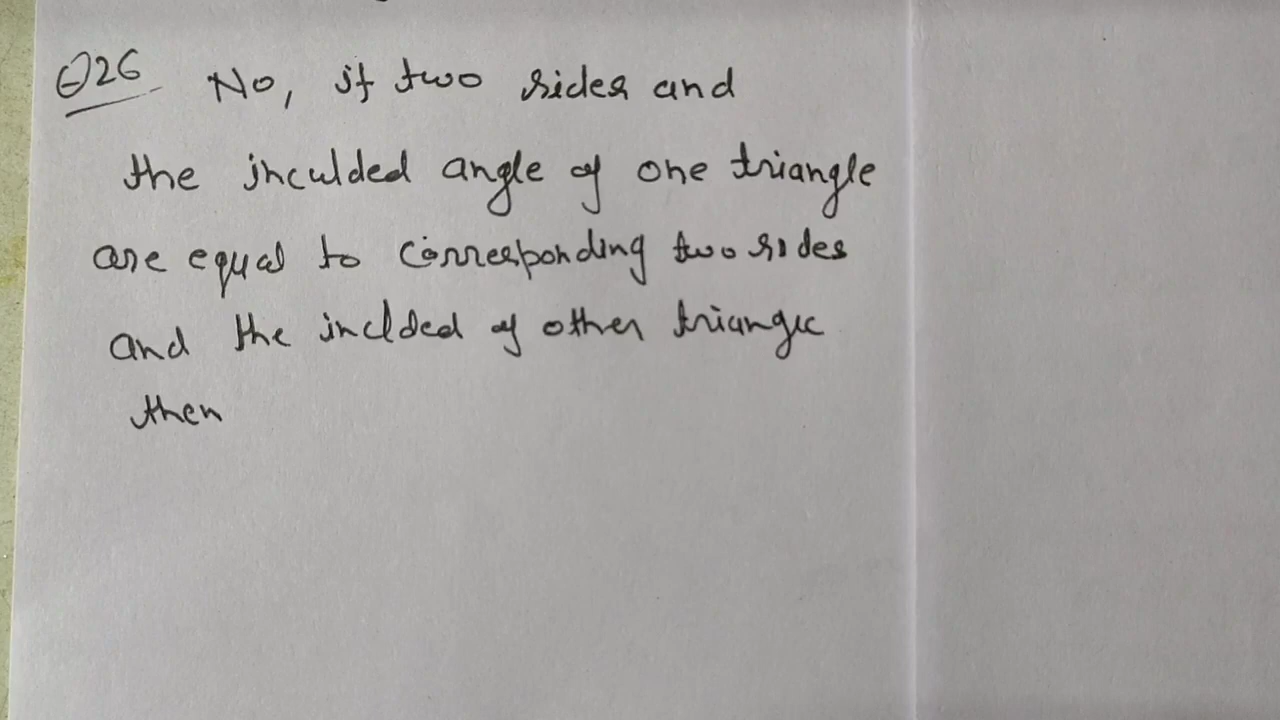 Q26 No, if two sides and
the inculded angle of one triangle
are equal to corresponding two sides
and the inclded of other triangle
then